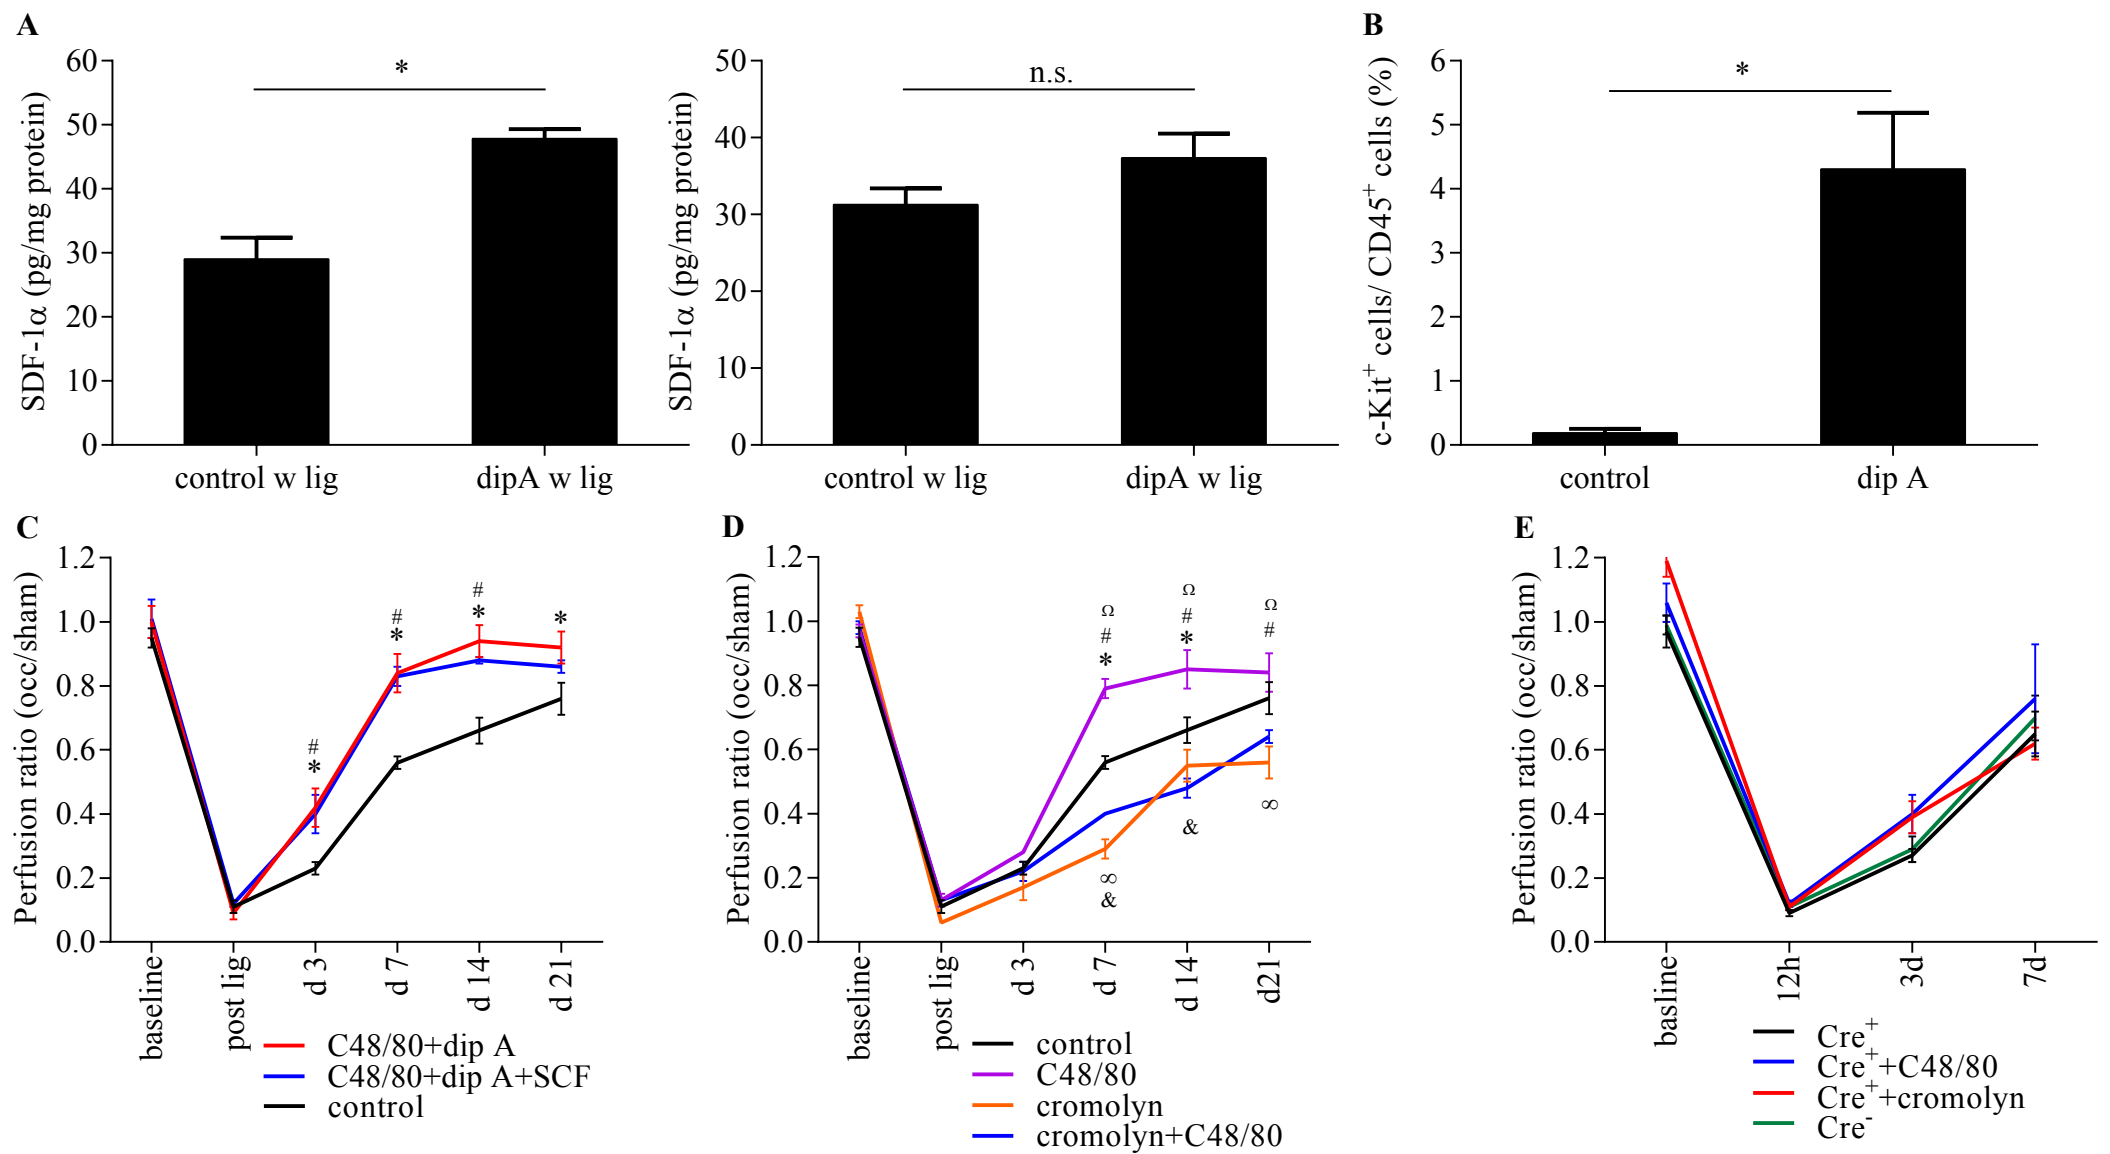 A
B
60
50
40
30
20
10
0
SDF-1α (pg/mg protein)
*
control w lig
dipA w lig
50
40
30
20
10
0
SDF-1α (pg/mg protein)
n.s.
control w lig
dipA w lig
6
5
4
3
2
1
0
c-Kit+ cells/ CD45+ cells (%)
*
control
dip A
C
D
E
1.2
1.0
0.8
0.6
0.4
0.2
0.0
Perfusion ratio (occ/sham)
#
*
#
*
#
*
*
baseline
post lig
d 3
d 7
d 14
d 21
C48/80+dip A
C48/80+dip A+SCF
control
1.2
1.0
0.8
0.6
0.4
0.2
0.0
Perfusion ratio (occ/sham)
Ω
#
*
∞
&
Ω
#
*
&
Ω
#
∞
baseline
post lig
d 3
d 7
d 14
d21
control
C48/80
cromolyn
cromolyn+C48/80
1.2
1.0
0.8
0.6
0.4
0.2
0.0
Perfusion ratio (occ/sham)
basline
12h
3d
7d
Cre+
Cre++C48/80
Cre++cromolyn
Cre-